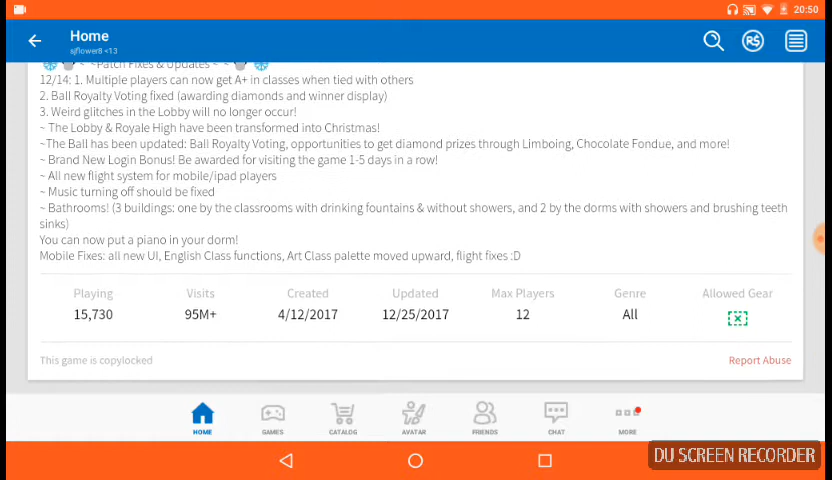 20:50
Home
sjflower8 <13
~ ~Patch Fixes & Updates~ ~
12/14: 1. Multiple players can now get A+ in classes when tied with others
2. Ball Royalty Voting fixed (awarding diamonds and winner display)
3. Weird glitches in the Lobby will no longer occur!
~ The Lobby & Royale High have been transformed into Christmas!
~The Ball has been updated: Ball Royalty Voting, opportunities to get diamond prizes through Limboing, Chocolate Fondue, and more!
~ Brand New Login Bonus! Be awarded for visiting the game 1-5 days in a row!
~ All new flight system for mobile/ipad players
~ Music turning off should be fixed
~ Bathrooms! (3 buildings: one by the classrooms with drinking fountains & without showers, and 2 by the dorms with showers and brushing teeth
sinks)
You can now put a piano in your dorm!
Mobile Fixes: all new UI, English Class functions, Art Class palette moved upward, flight fixes :D
Playing Visits Created Updated Max Players Genre Allowed Gear
15,730 95M+ 4/12/2017 12/25/2017 12 All
This game is copylocked Report Abuse
HOME GAMES CATALOG AVATAR FRIENDS CHAT MORE
DU SCREEN RECORDER